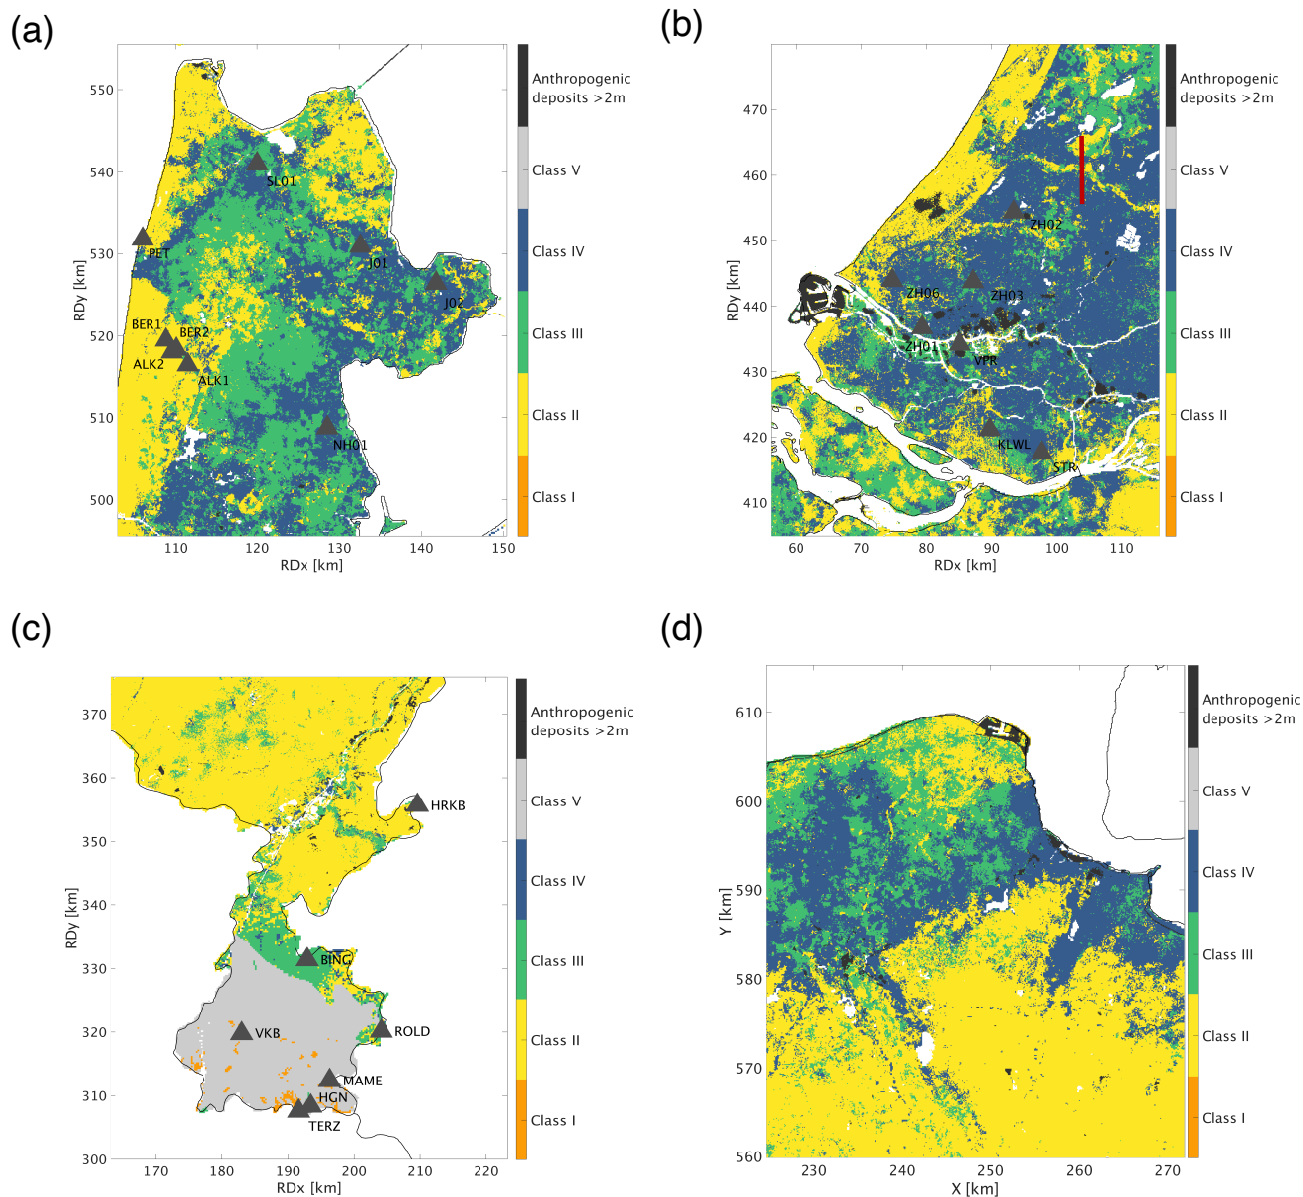 (a)
550
540
530
520
510
500
RDy [km]
110
120
130
140
150
RDx [km]
SL01
PET
J01
J02
BER1
BER2
ALK2
ALK1
NH01
Anthropogenic
deposits >2m
Class V
Class IV
Class III
Class II
Class I
(b)
470
460
450
440
430
420
410
RDy [km]
60
70
80
90
100
110
RDx [km]
ZH02
ZH06
ZH03
ZH01
VPR
KLWL
STR
Anthropogenic
deposits >2m
Class V
Class IV
Class III
Class II
Class I
(c)
370
360
350
340
330
320
310
300
RDy [km]
170
180
190
200
210
220
RDx [km]
HRKB
BING
VKB
ROLD
MAME
HGN
TERZ
Anthropogenic
deposits >2m
Class V
Class IV
Class III
Class II
Class I
(d)
610
600
590
580
570
560
Y [km]
230
240
250
260
270
X [km]
Anthropogenic
deposits >2m
Class V
Class IV
Class III
Class II
Class I